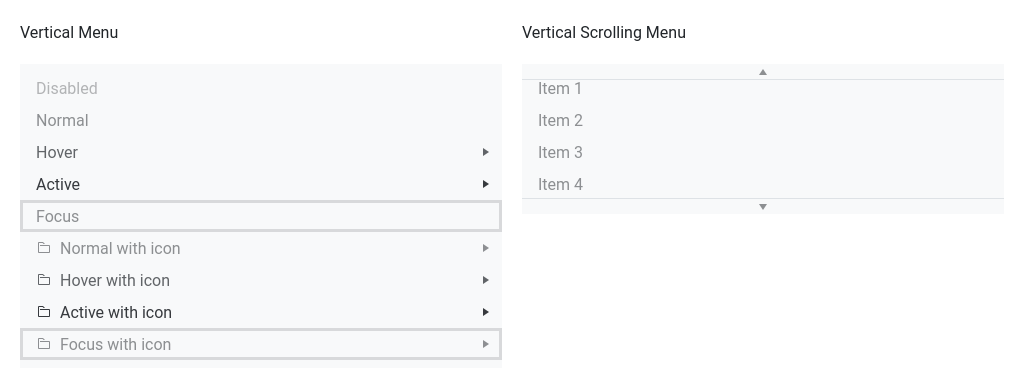 Vertical Menu
Disabled
Normal
Hover
Active
Focus
Normal with icon
Hover with icon
Active with icon
Focus with icon
Vertical Scrolling Menu
Item 1
Item 2
Item 3
Item 4